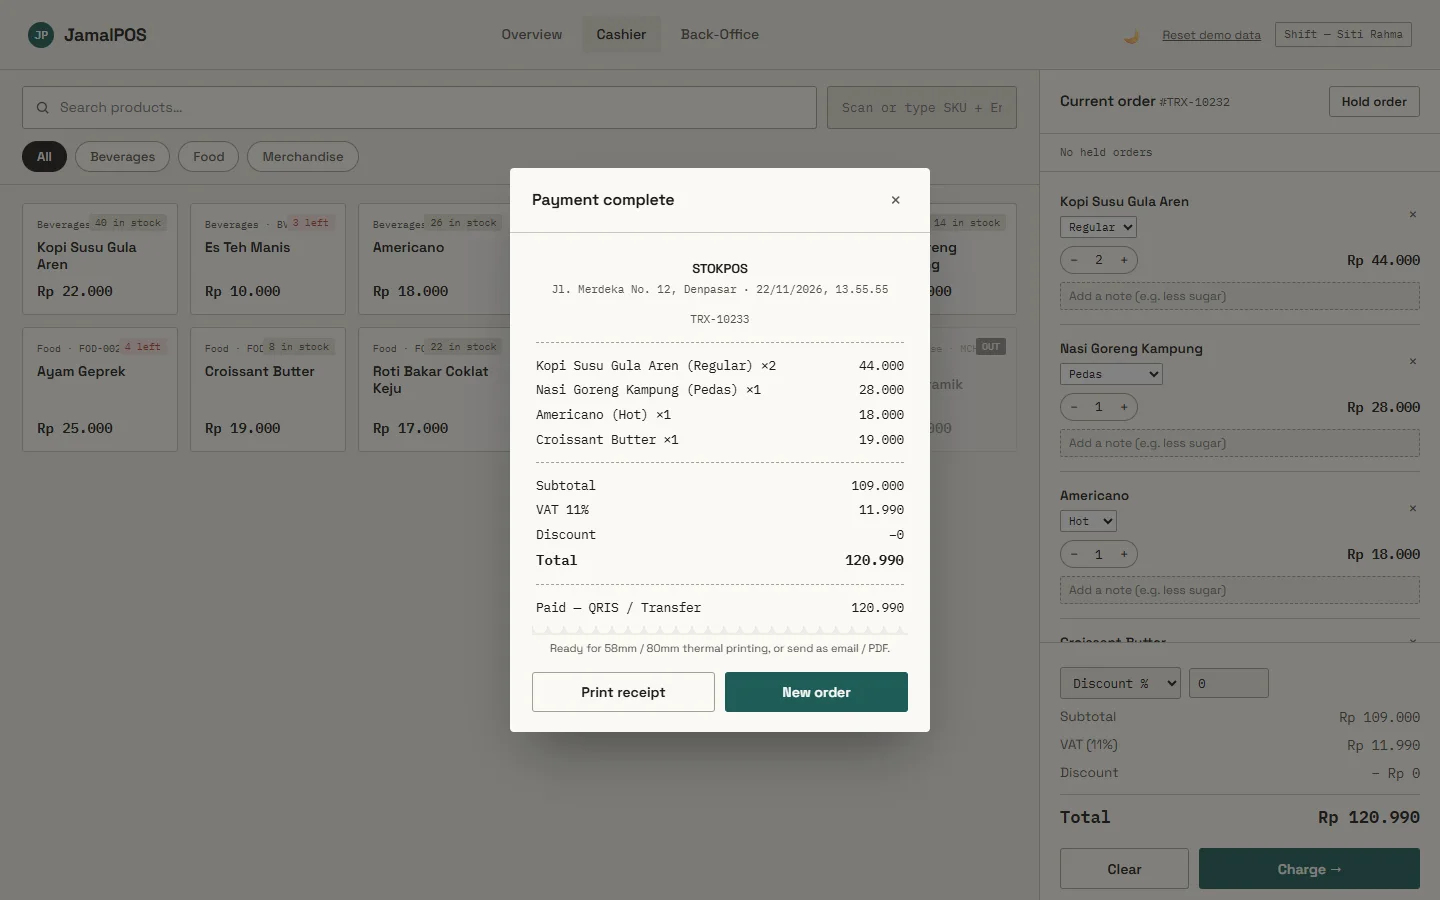 JP JamalPOS Overview Cashier Back-Office Reset demo data Shift — Siti Rahma
Search products...
Scan or type SKU + Er
All Beverages Food Merchandise
Beverages 40 in stock
Kopi Susu Gula
Aren
Rp 22.000
Beverages · BV 3 left
Es Teh Manis
Rp 10.000
Beverages 26 in stock
Americano
Rp 18.000
14 in stock
Food · FOD-002 4 left
Ayam Geprek
Rp 25.000
Food · FOD 8 in stock
Croissant Butter
Rp 19.000
Food · FO 22 in stock
Roti Bakar Coklat
Keju
Rp 17.000
OUT
Payment complete ×
STOKPOS
Jl. Merdeka No. 12, Denpasar · 22/11/2026, 13.55.55
TRX-10233
Kopi Susu Gula Aren (Regular) ×2 44.000
Nasi Goreng Kampung (Pedas) ×1 28.000
Americano (Hot) ×1 18.000
Croissant Butter ×1 19.000
Subtotal 109.000
VAT 11% 11.990
Discount −0
Total 120.990
Paid — QRIS / Transfer 120.990
Ready for 58mm / 80mm thermal printing, or send as email / PDF.
Print receipt New order
Current order #TRX-10232 Hold order
No held orders
Kopi Susu Gula Aren ×
Regular
− 2 + Rp 44.000
Add a note (e.g. less sugar)
Nasi Goreng Kampung ×
Pedas
− 1 + Rp 28.000
Add a note (e.g. less sugar)
Americano ×
Hot
− 1 + Rp 18.000
Add a note (e.g. less sugar)
Croissant Butter ×
Discount % 0
Subtotal Rp 109.000
VAT (11%) Rp 11.990
Discount − Rp 0
Total Rp 120.990
Clear Charge →